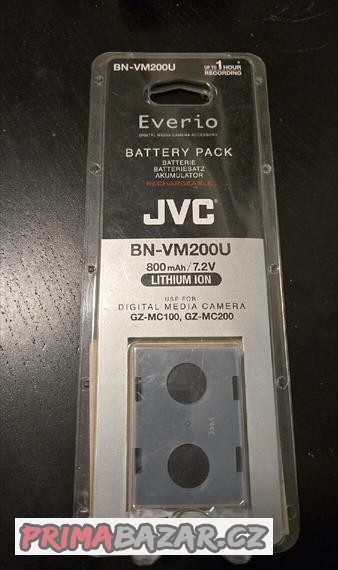 BN-VM200U
UP TO 1 HOUR
RECORDING
Everio
DIGITAL MEDIA CAMERA ACCESSORY
BATTERY PACK
BATTERIE
BATTERIESATZ
AKUMULATOR
RECHARGEABLE
JVC
BN-VM200U
800mAh/7.2V
LITHIUM ION
USE FOR
DIGITAL MEDIA CAMERA
GZ-MC100, GZ-MC200
PRIMABAZAR.CZ